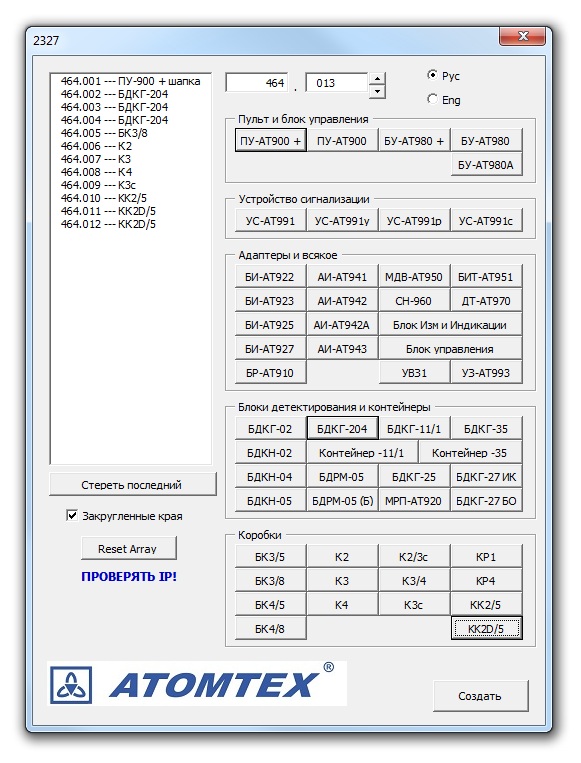 2327
464.001 --- ПУ-900 + шапка
464.002 --- БДКГ-204
464.003 --- БДКГ-204
464.004 --- БДКГ-204
464.005 --- БК3/8
464.006 --- К2
464.007 --- К3
464.008 --- К4
464.009 --- К3с
464.010 --- КК2/5
464.011 --- КК2D/5
464.012 --- КК2D/5
Стереть последний
Закругленные края
Reset Array
ПРОВЕРЯТЬ IP!
464 . 013
Рус
Eng
Пульт и блок управления
ПУ-АТ900 + ПУ-АТ900 БУ-АТ980 + БУ-АТ980
БУ-АТ980А
Устройство сигнализации
УС-АТ991 УС-АТ991у УС-АТ991р УС-АТ991с
Адаптеры и всякое
БИ-АТ922 АИ-АТ941 МДВ-АТ950 БИТ-АТ951
БИ-АТ923 АИ-АТ942 СН-960 ДТ-АТ970
БИ-АТ925 АИ-АТ942А Блок Изм и Индикации
БИ-АТ927 АИ-АТ943 Блок управления
БР-АТ910 УВ31 УЗ-АТ993
Блоки детектирования и контейнеры
БДКГ-02 БДКГ-204 БДКГ-11/1 БДКГ-35
БДКН-02 Контейнер -11/1 Контейнер -35
БДКН-04 БДРМ-05 БДКГ-25 БДКГ-27 ИК
БДКН-05 БДРМ-05 (Б) МРП-АТ920 БДКГ-27 БО
Коробки
БК3/5 К2 К2/3с КР1
БК3/8 К3 К3/4 КР4
БК4/5 К4 К3с КК2/5
БК4/8 КК2D/5
ATOMTEX®
Создать